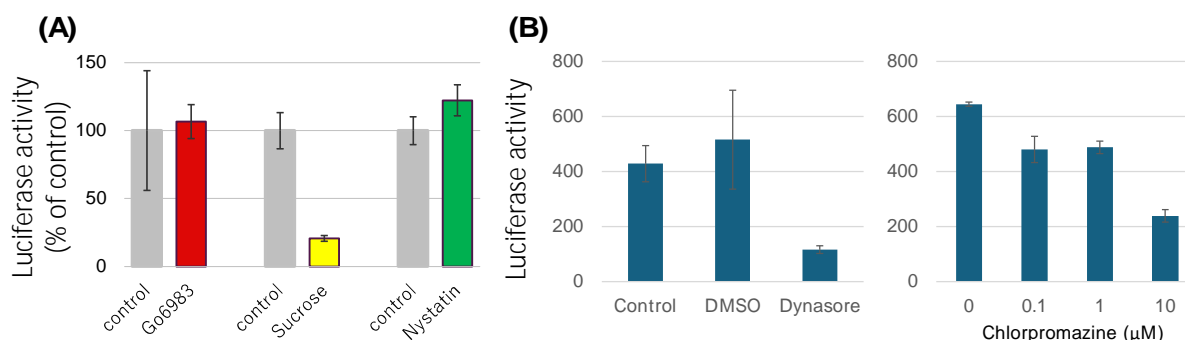 (A)
Luciferase activity
(% of control)
150
100
50
0
control
Go6983
control
Sucrose
control
Nystatin
(B)
Luciferase activity
800
600
400
200
0
Control
DMSO
Dynasore
800
600
400
200
0
0
0.1
1
10
Chlorpromazine (μM)